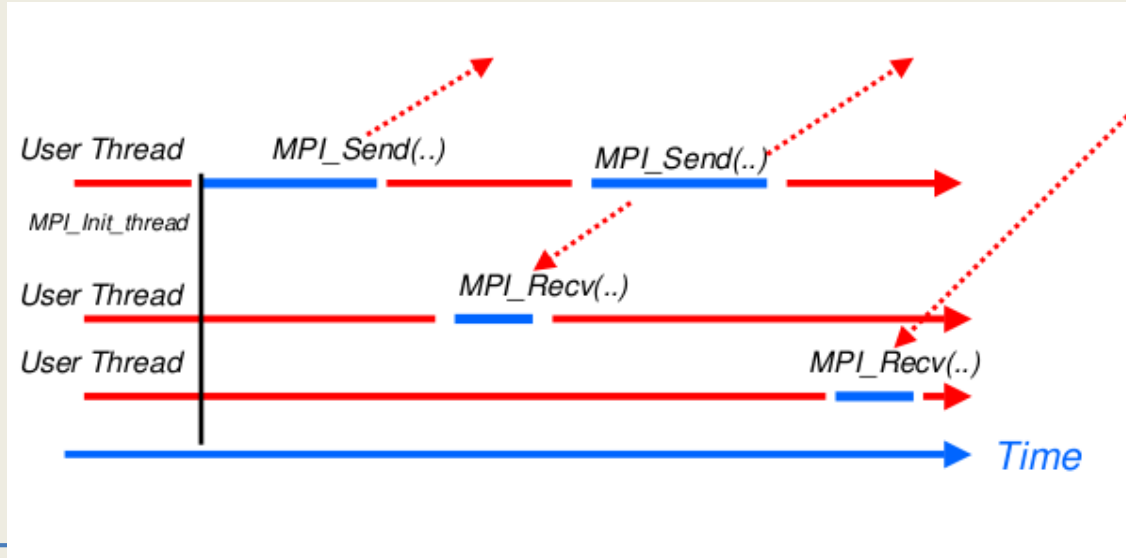 User Thread
MPI_Send(..)
MPI_Send(..)
MPI_Init_thread
User Thread
MPI_Recv(..)
User Thread
MPI_Recv(..)
Time